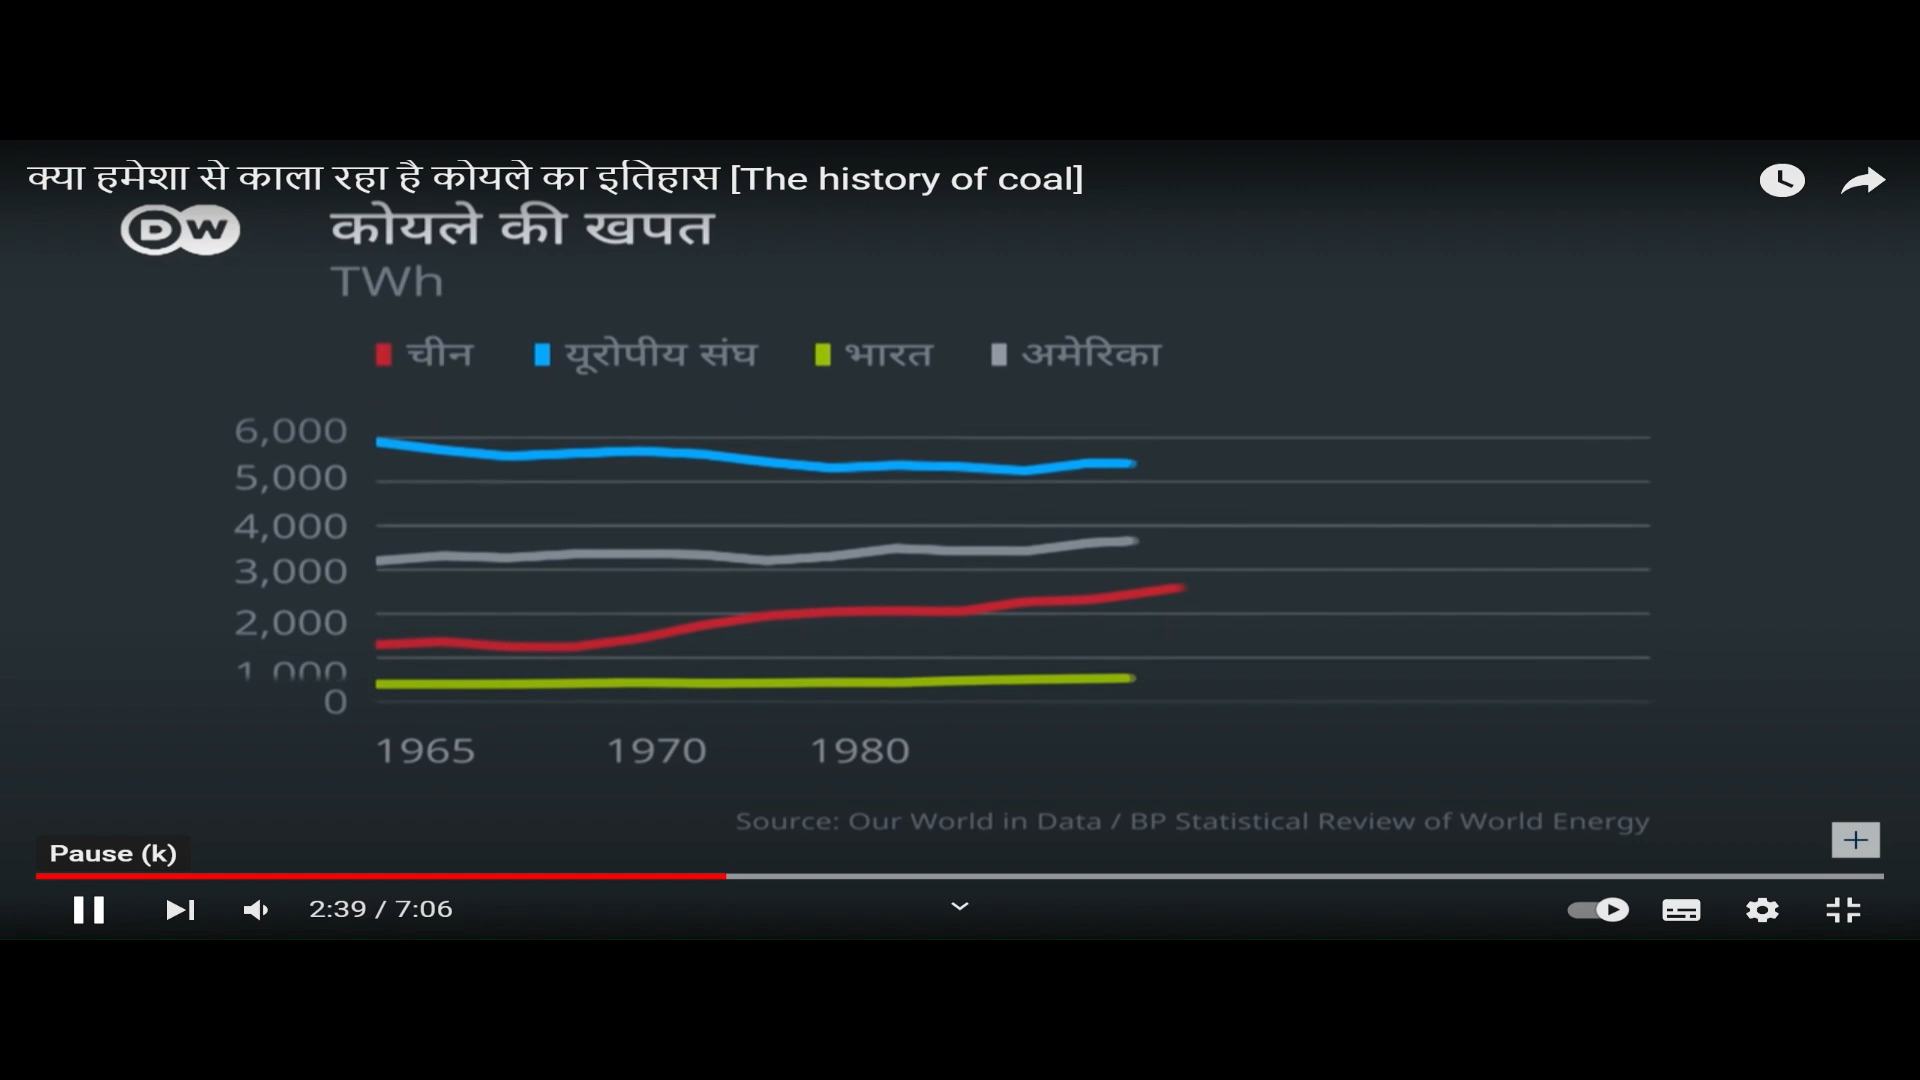 क्या हमेशा से काला रहा है कोयले का इतिहास [The history of coal]
DW
कोयले की खपत
TWh
चीन यूरोपीय संघ भारत अमेरिका
6,000
5,000
4,000
3,000
2,000
1 000
0
1965 1970 1980
Source: Our World in Data / BP Statistical Review of World Energy
Pause (k)
2:39 / 7:06